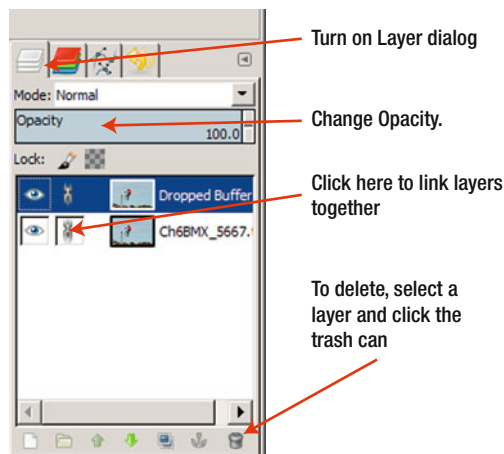 Turn on Layer dialog
Mode: Normal
Opacity
100.0
Change Opacity.
Lock:
Dropped Buffer
Click here to link layers
together
Ch6BMX_5667.
To delete, select a
layer and click the
trash can